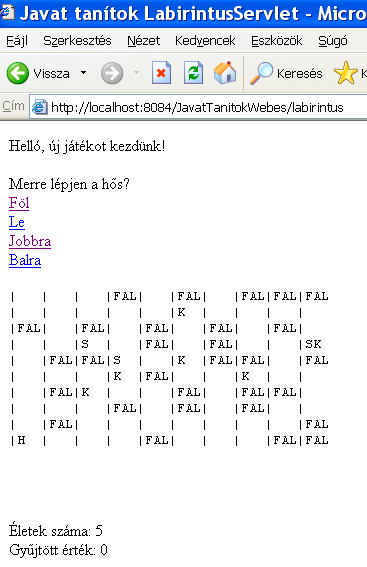 Javat tanítok LabirintusServlet - Micro
Fájl Szerkesztés Nézet Kedvencek Eszközök Súgó
Vissza Keresés K
Cím http://localhost:8084/JavatTanitokWebes/labirintus
Helló, új játékot kezdünk!
Merre lépjen a hős?
Föl
Le
Jobbra
Balra
|   |   |   |FAL|   |FAL|   |FAL|FAL|FAL
|   |   |   |   |   |K  |   |   |   |
|FAL|   |FAL|   |FAL|   |FAL|   |FAL|
|   |   |S  |   |FAL|   |FAL|   |   |SK
|   |FAL|FAL|S  |   |K  |FAL|FAL|   |FAL
|   |   |   |K  |FAL|   |   |K  |   |
|   |FAL|K  |   |   |FAL|   |   |FAL|
|   |   |   |FAL|   |FAL|   |FAL|   |
|   |FAL|   |   |   |   |   |   |   |FAL
|H  |   |   |   |FAL|   |   |   |FAL|FAL
Életek száma: 5
Gyűjtött érték: 0